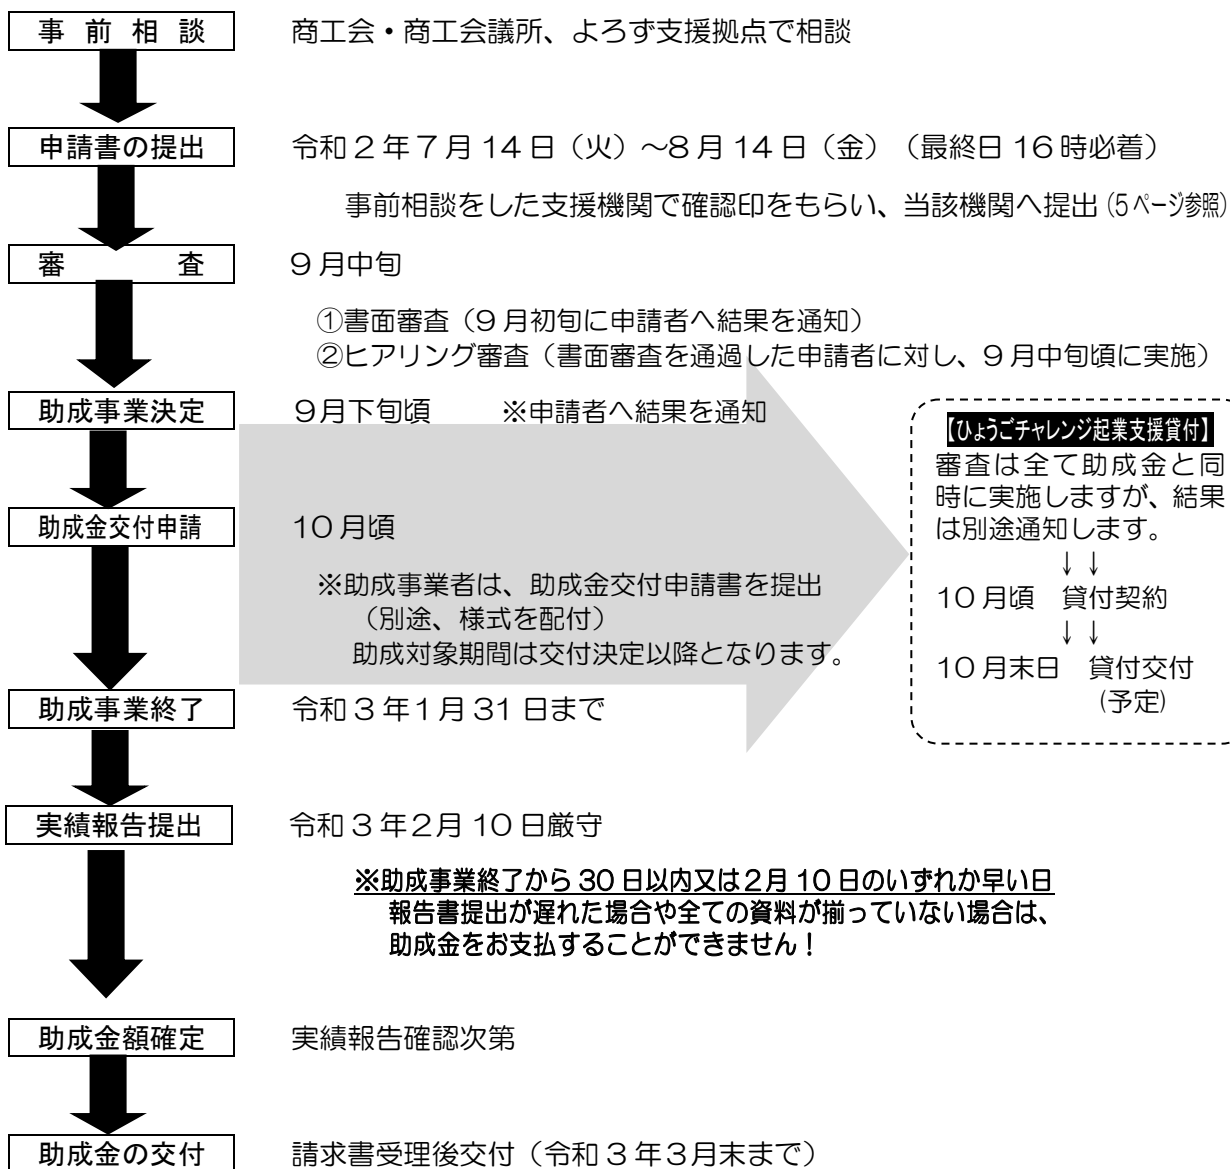 事前相談 商工会・商工会議所、よろず支援拠点で相談
申請書の提出 令和２年７月14日（火）～８月14日（金）（最終日16時必着）
事前相談をした支援機関で確認印をもらい、当該機関へ提出(5ページ参照)
審査 ９月中旬
①書面審査（９月初旬に申請者へ結果を通知）
②ヒアリング審査（書面審査を通過した申請者に対し、９月中旬頃に実施）
助成事業決定 ９月下旬頃 ※申請者へ結果を通知
助成金交付申請 10月頃
※助成事業者は、助成金交付申請書を提出
（別途、様式を配付）
助成対象期間は交付決定以降となります。
【ひょうごチャレンジ起業支援貸付】
審査は全て助成金と同
時に実施しますが、結果
は別途通知します。
↓↓
10月頃 貸付契約
↓↓
10月末日 貸付交付
(予定)
助成事業終了 令和３年１月31日まで
実績報告提出 令和３年２月10日厳守
※助成事業終了から30日以内又は２月10日のいずれか早い日
報告書提出が遅れた場合や全ての資料が揃っていない場合は、
助成金をお支払することができません！
助成金額確定 実績報告確認次第
助成金の交付 請求書受理後交付（令和３年３月末まで）